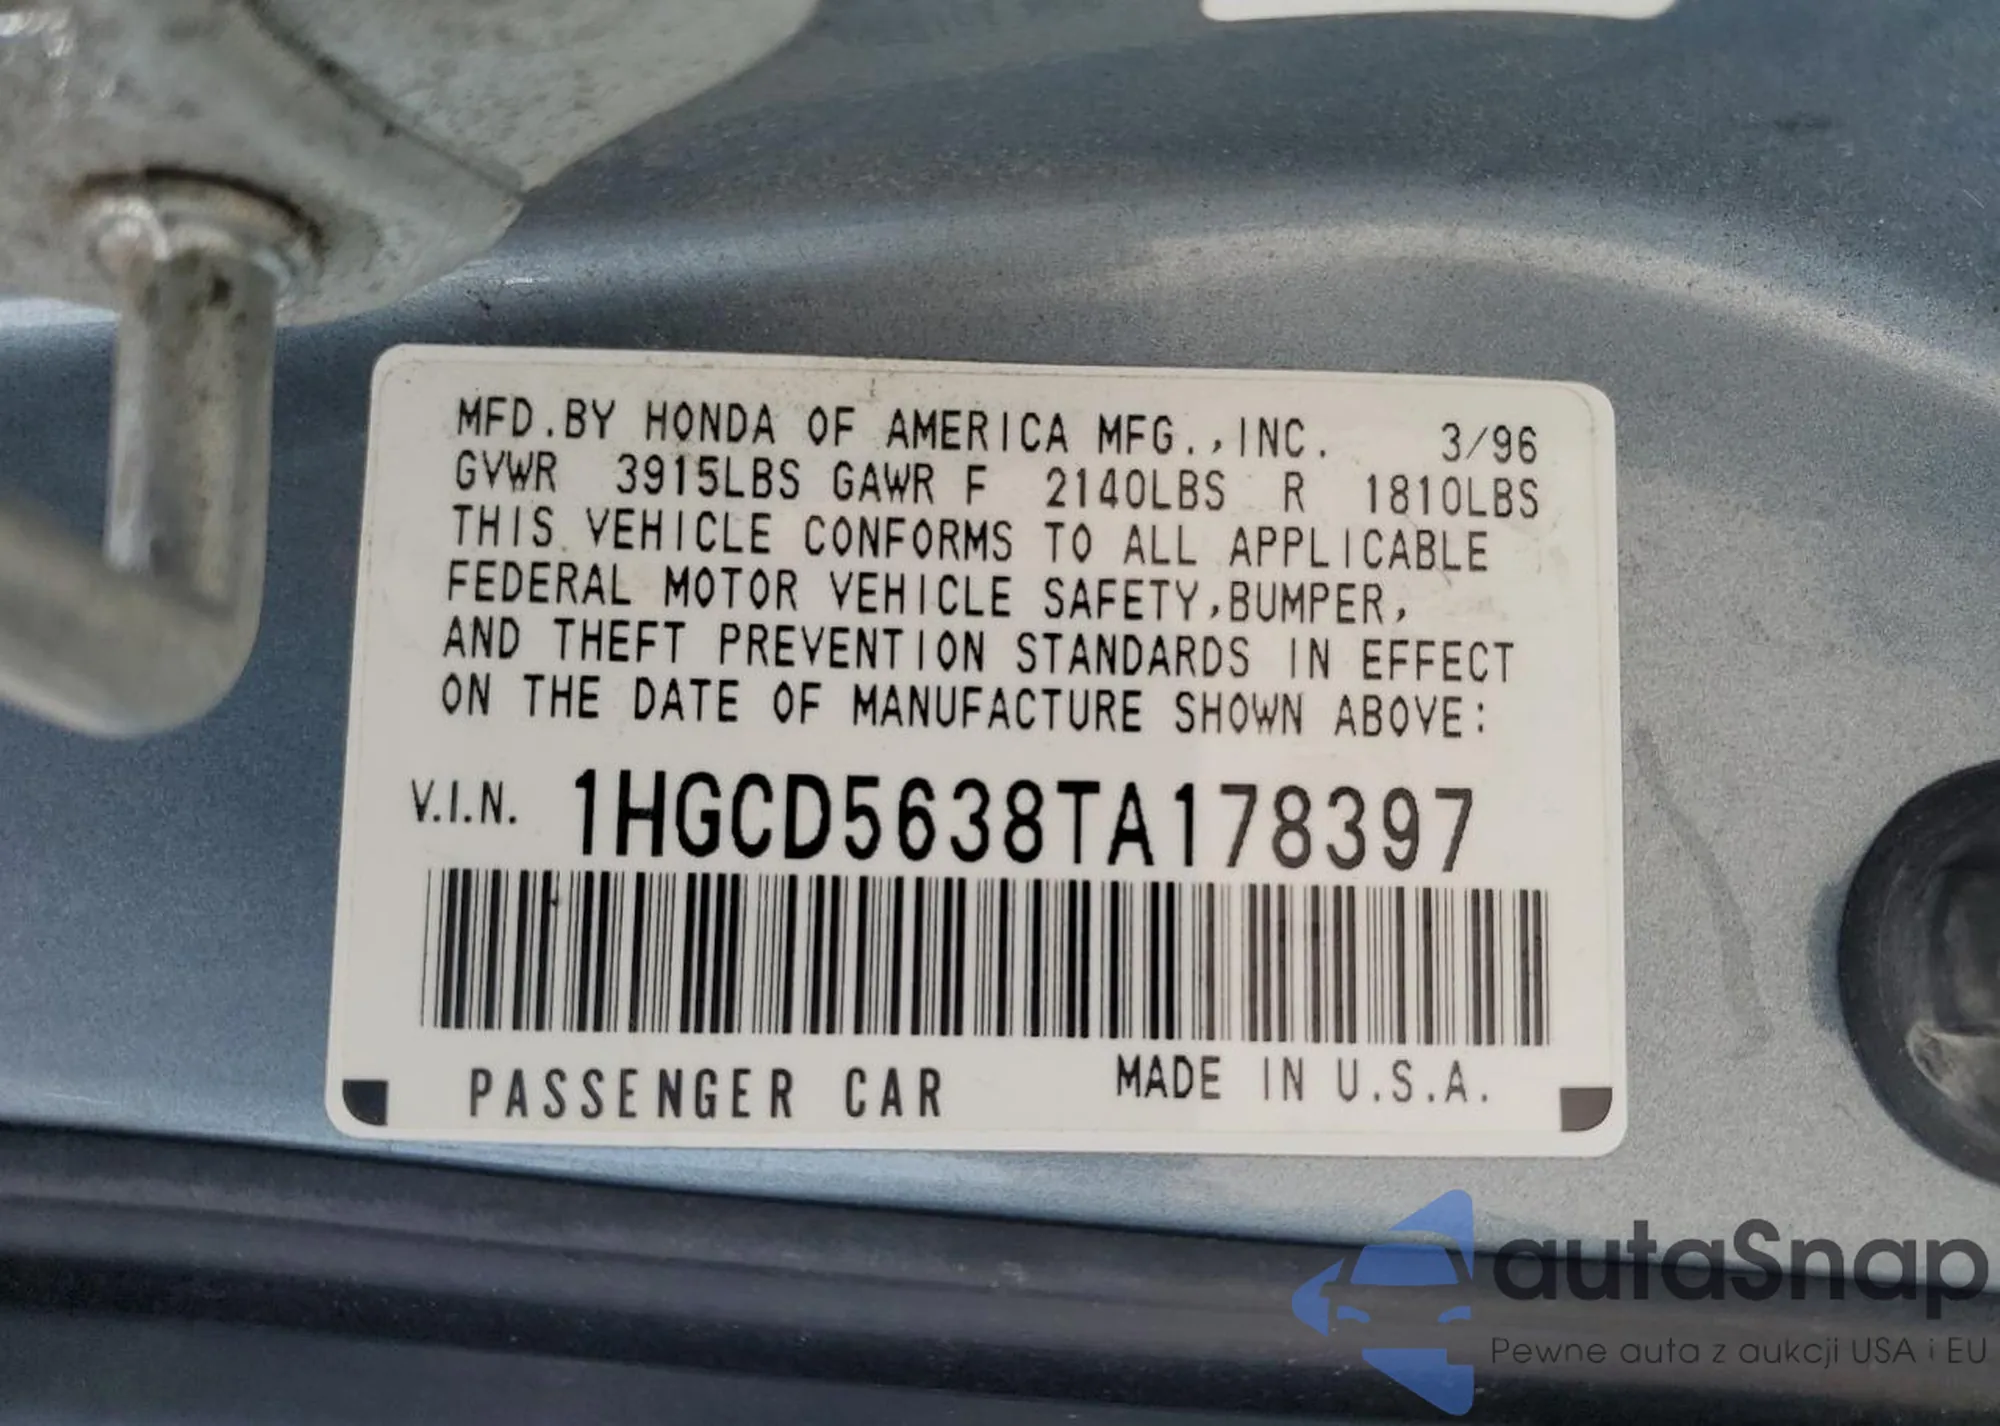 MFD.BY HONDA OF AMERICA MFG.,INC. 3/96
GVWR 3915LBS GAWR F 2140LBS R 1810LBS
THIS VEHICLE CONFORMS TO ALL APPLICABLE
FEDERAL MOTOR VEHICLE SAFETY,BUMPER,
AND THEFT PREVENTION STANDARDS IN EFFECT
ON THE DATE OF MANUFACTURE SHOWN ABOVE:
V.I.N. 1HGCD5638TA178397
PASSENGER CAR MADE IN U.S.A.
autaSnap
Pewne auta z aukcji USA i EU